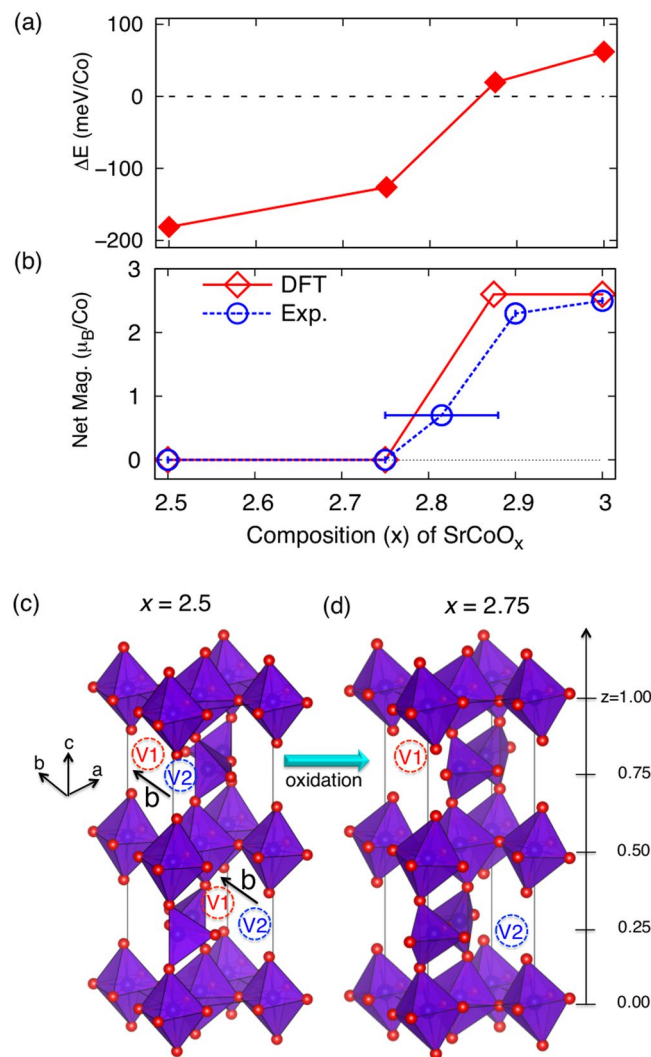 (a)
100
0
−100
−200
ΔE (meV/Co)
(b)
3
2
1
0
Net Mag. (μB/Co)
DFT
Exp.
2.5 2.6 2.7 2.8 2.9 3
Composition (x) of SrCoOx
(c) x = 2.5 (d) x = 2.75
z=1.00
V1
V2
b
c
b a
oxidation
V1
0.75
0.50
b
V1
V2
V2
0.25
0.00